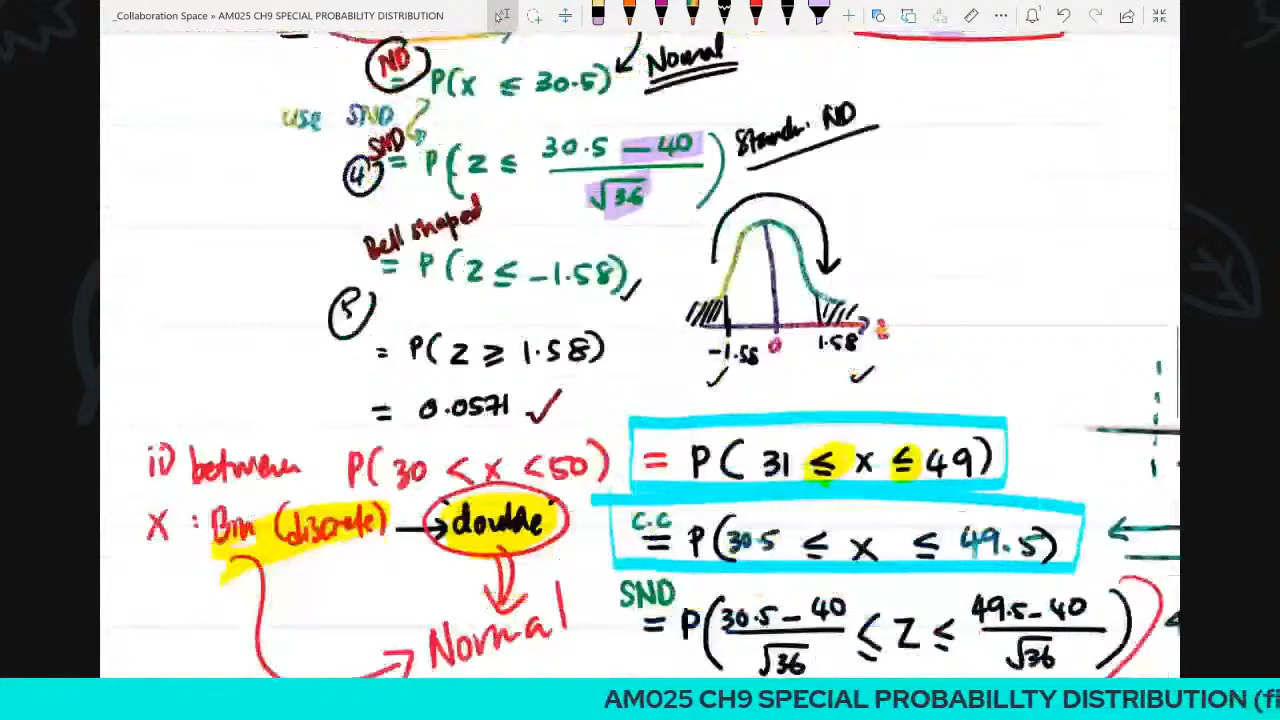 _Collaboration Space » AM025 CH9 SPECIAL PROBABILITY DISTRIBUTION
ND
= P(X ≤ 30.5)
Normal
use SND
SND
4 = P(Z ≤ (30.5 - 40)/√36)
Standar. ND
Bell shaped
= P(Z ≤ -1.58)
5
-1.58 0 1.58 z
= P(Z ≥ 1.58)
= 0.0571
ii) between P(30 < X < 50) = P(31 ≤ X ≤ 49)
X : Bin (discrete) → "double"
c.c
= P(30.5 ≤ X ≤ 49.5)
Normal
SND
= P((30.5 - 40)/√36 ≤ Z ≤ (49.5 - 40)/√36)
AM025 CH9 SPECIAL PROBABILLTY DISTRIBUTION (fi